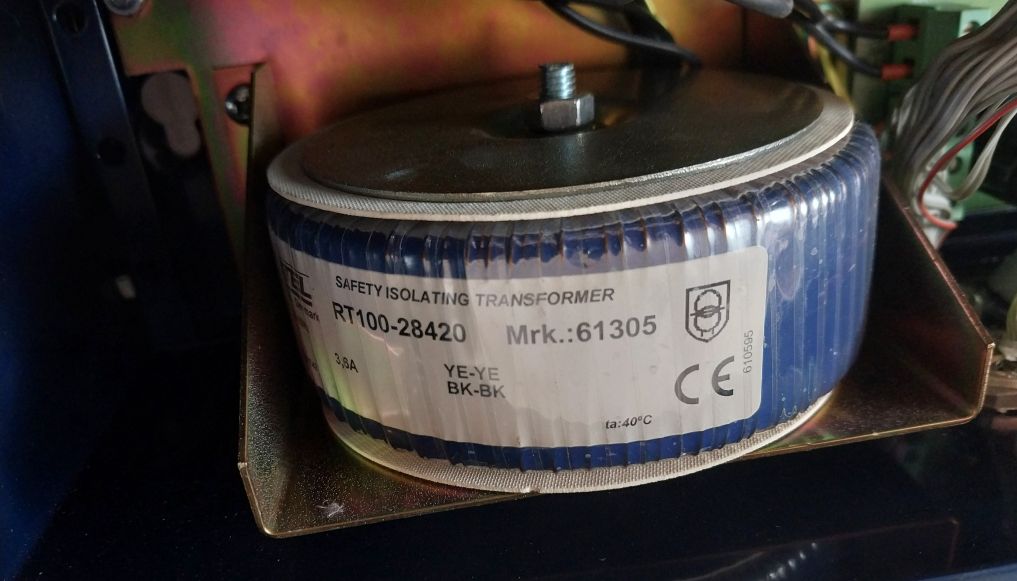 SAFETY ISOLATING TRANSFORMER
RT100-28420 Mrk.:61305
3,6A
YE-YE
BK-BK
CE
ta:40°C
610595